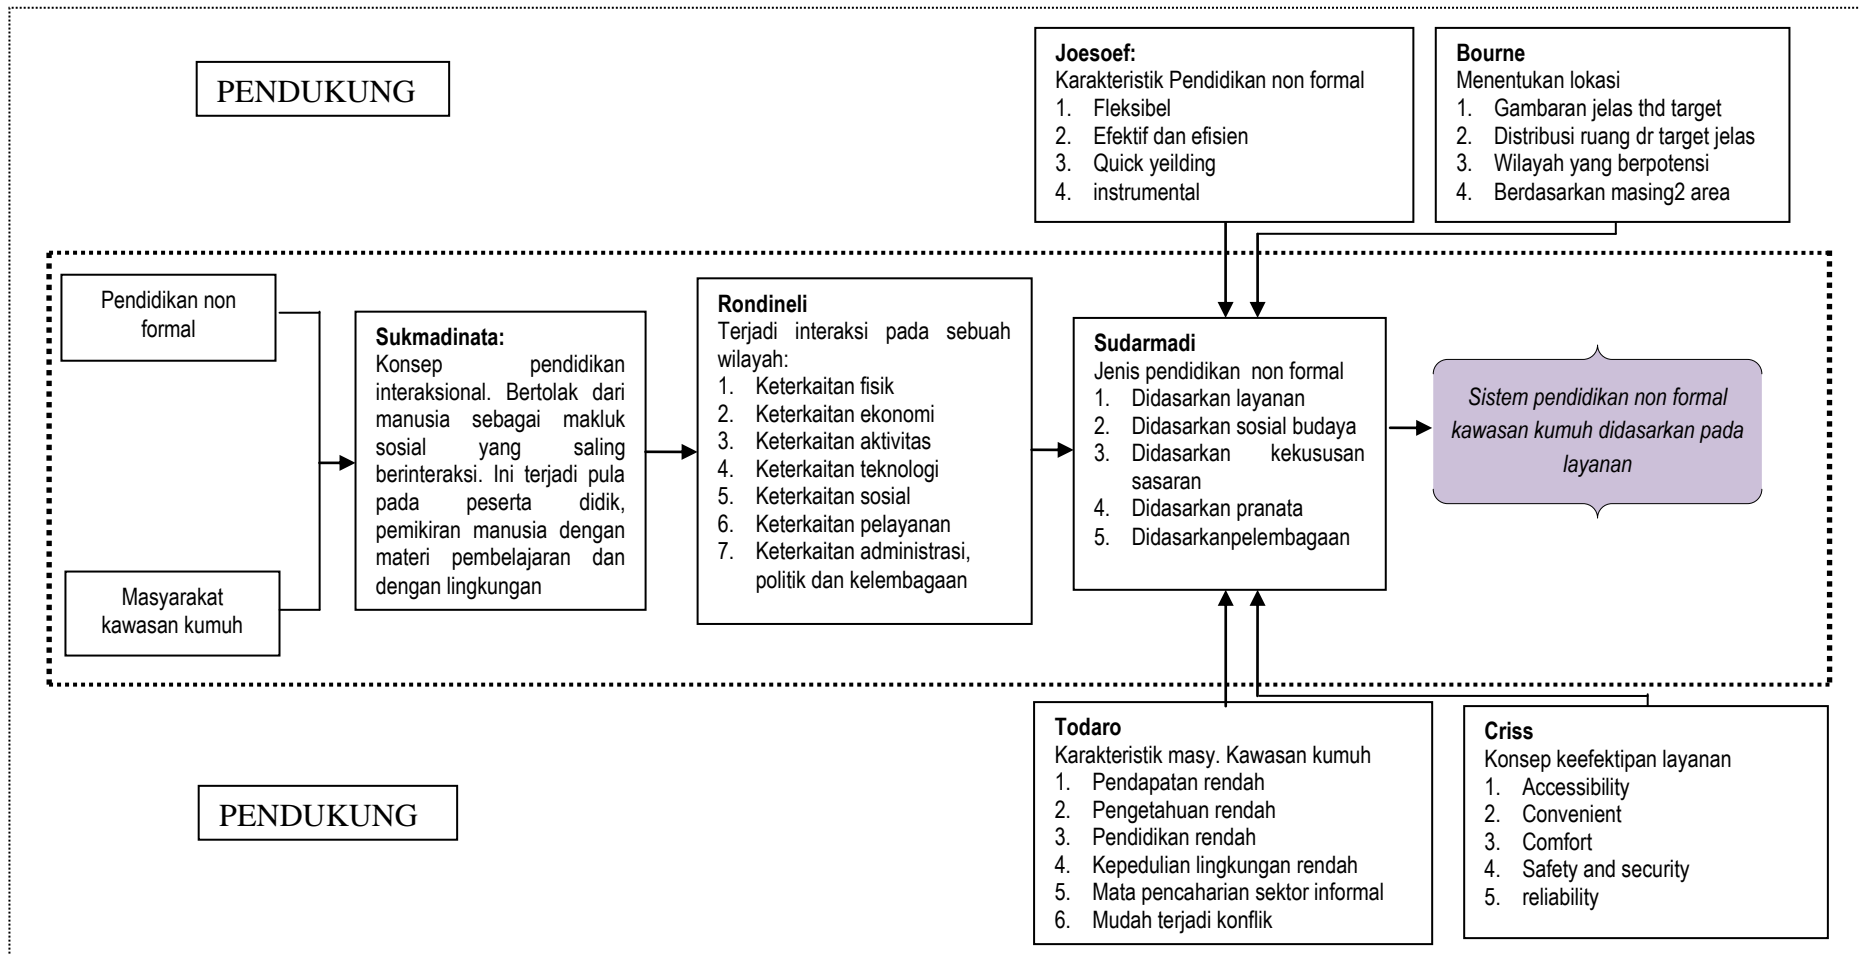 PENDUKUNG
Joesoef:
Karakteristik Pendidikan non formal
1. Fleksibel
2. Efektif dan efisien
3. Quick yeilding
4. instrumental
Bourne
Menentukan lokasi
1. Gambaran jelas thd target
2. Distribusi ruang dr target jelas
3. Wilayah yang berpotensi
4. Berdasarkan masing2 area
Pendidikan non
formal
Masyarakat
kawasan kumuh
Sukmadinata:
Konsep pendidikan
interaksional. Bertolak dari
manusia sebagai makluk
sosial yang saling
berinteraksi. Ini terjadi pula
pada peserta didik,
pemikiran manusia dengan
materi pembelajaran dan
dengan lingkungan
Rondineli
Terjadi interaksi pada sebuah
wilayah:
1. Keterkaitan fisik
2. Keterkaitan ekonomi
3. Keterkaitan aktivitas
4. Keterkaitan teknologi
5. Keterkaitan sosial
6. Keterkaitan pelayanan
7. Keterkaitan administrasi,
politik dan kelembagaan
Sudarmadi
Jenis pendidikan non formal
1. Didasarkan layanan
2. Didasarkan sosial budaya
3. Didasarkan kekususan
sasaran
4. Didasarkan pranata
5. Didasarkanpelembagaan
Sistem pendidikan non formal
kawasan kumuh didasarkan pada
layanan
PENDUKUNG
Todaro
Karakteristik masy. Kawasan kumuh
1. Pendapatan rendah
2. Pengetahuan rendah
3. Pendidikan rendah
4. Kepedulian lingkungan rendah
5. Mata pencaharian sektor informal
6. Mudah terjadi konflik
Criss
Konsep keefektipan layanan
1. Accessibility
2. Convenient
3. Comfort
4. Safety and security
5. reliability